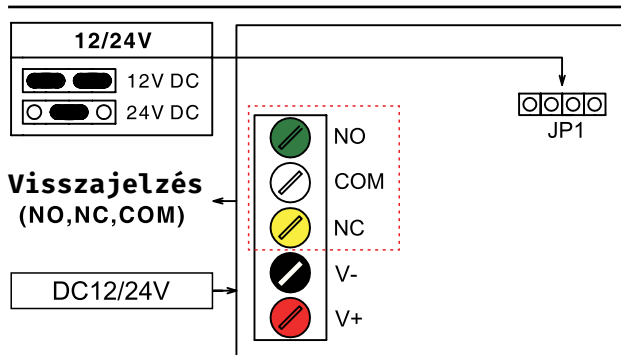 12/24V
12V DC
24V DC
JP1
NO
COM
NC
V-
V+
Visszajelzés
(NO,NC,COM)
DC12/24V